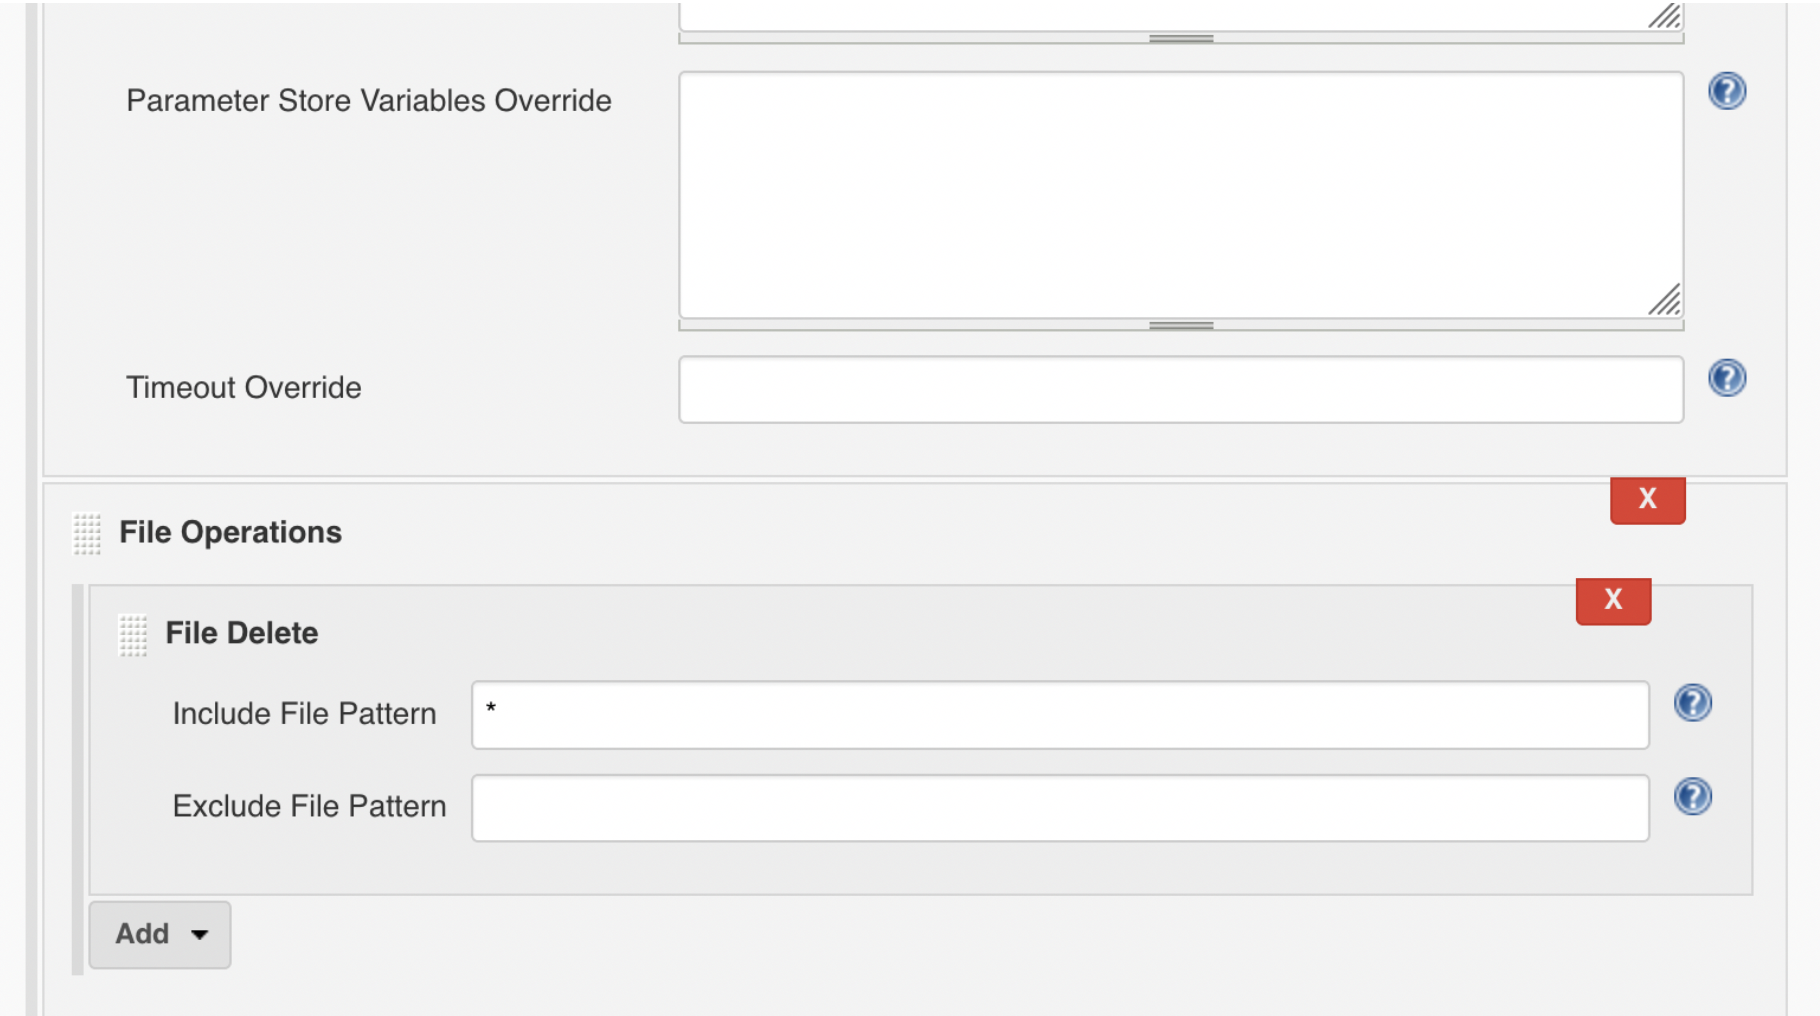 Parameter Store Variables Override
?
Timeout Override
?
X
File Operations
X
File Delete
Include File Pattern
*
?
Exclude File Pattern
?
Add